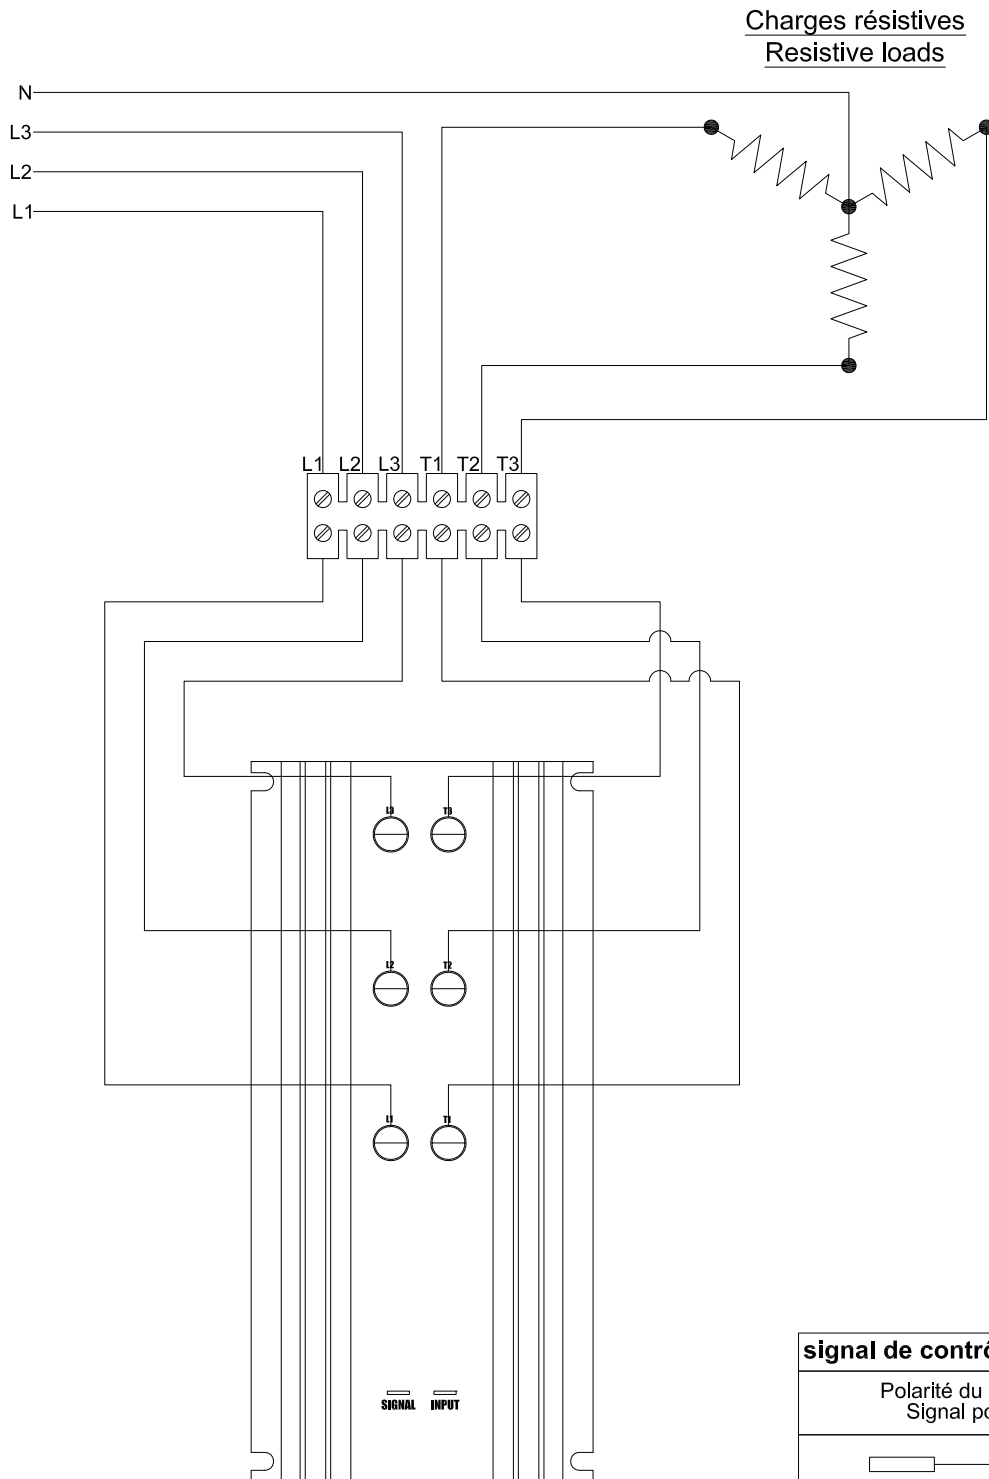 Charges résistives
Resistive loads
N
L3
L2
L1
L1 L2 L3 T1 T2 T3
L3 T3
L2 T2
L1 T1
SIGNAL INPUT
signal de contrô
Polarité du
Signal po